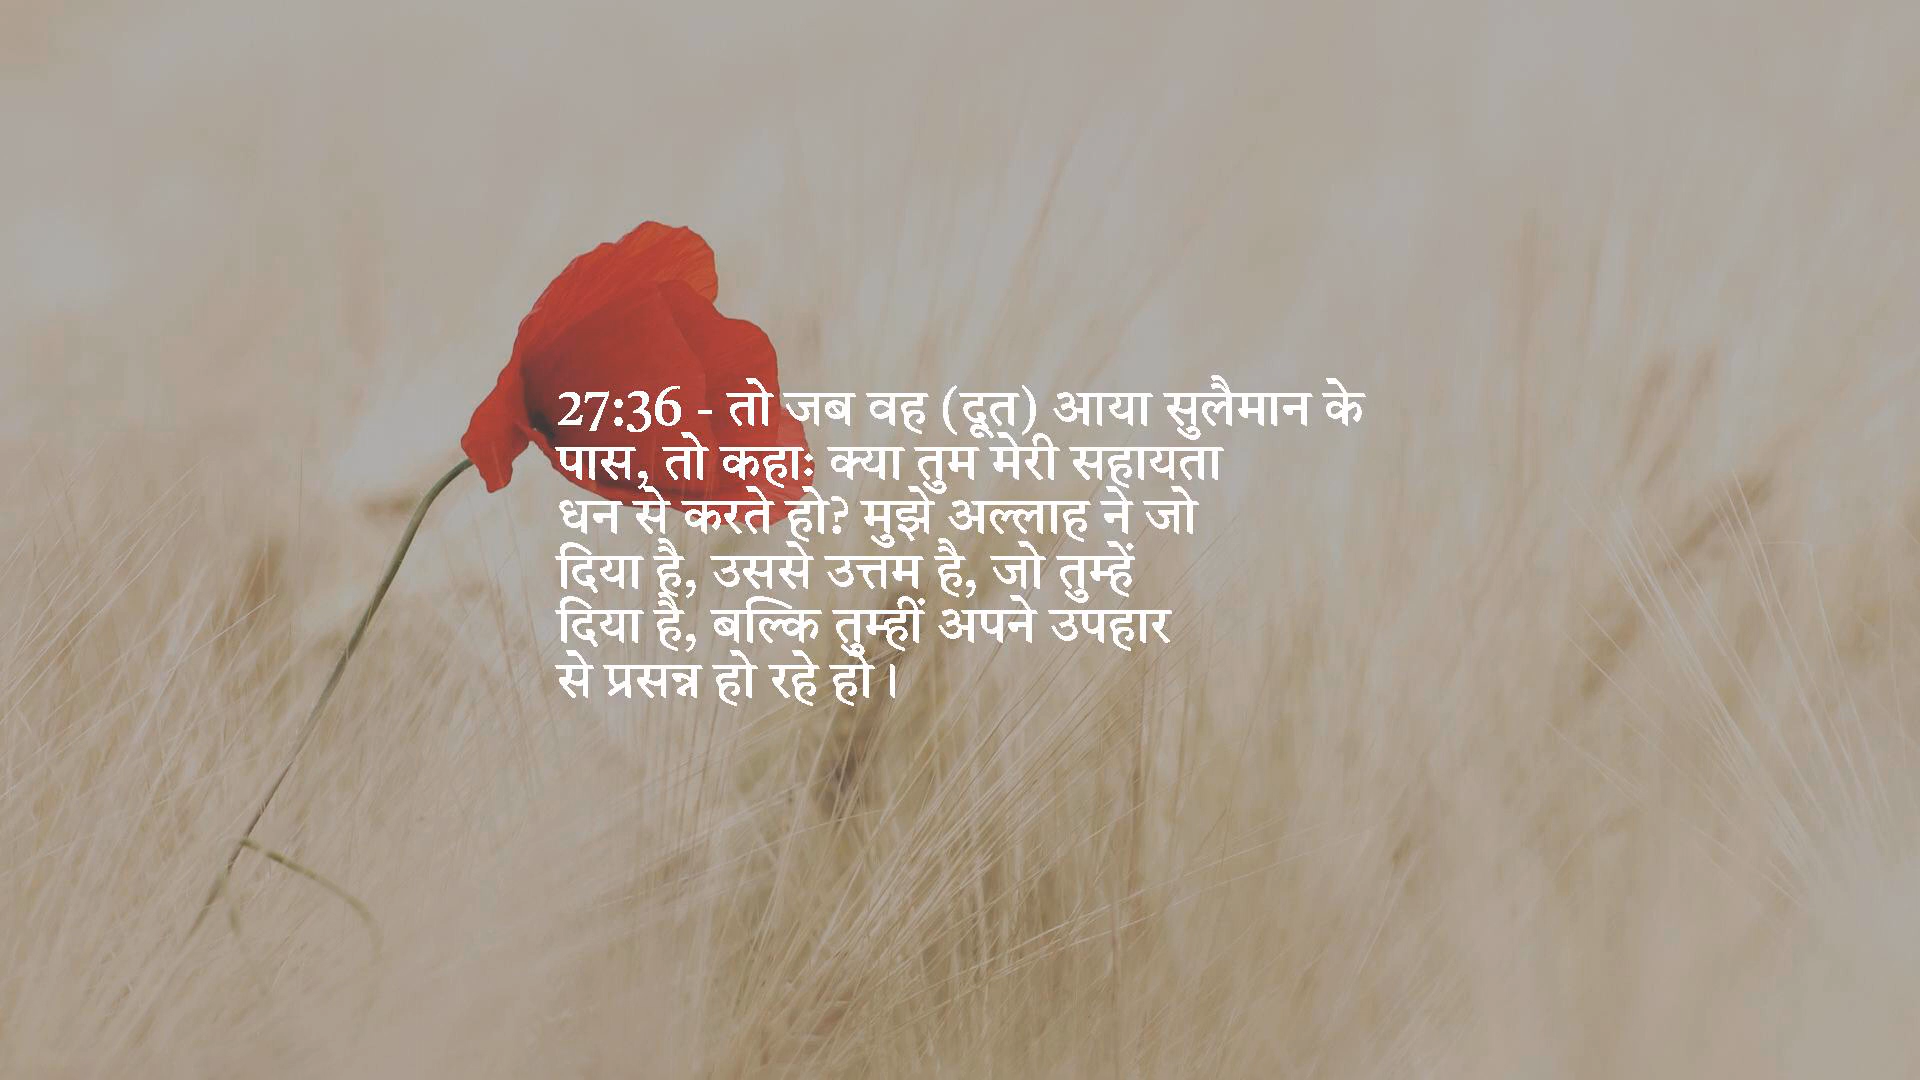 27:36 - तो जब वह (दूत) आया सुलैमान के
पास, तो कहाः क्या तुम मेरी सहायता
धन से करते हो? मुझे अल्लाह ने जो
दिया है, उससे उत्तम है, जो तुम्हें
दिया है, बल्कि तुम्हीं अपने उपहार
से प्रसन्न हो रहे हो।